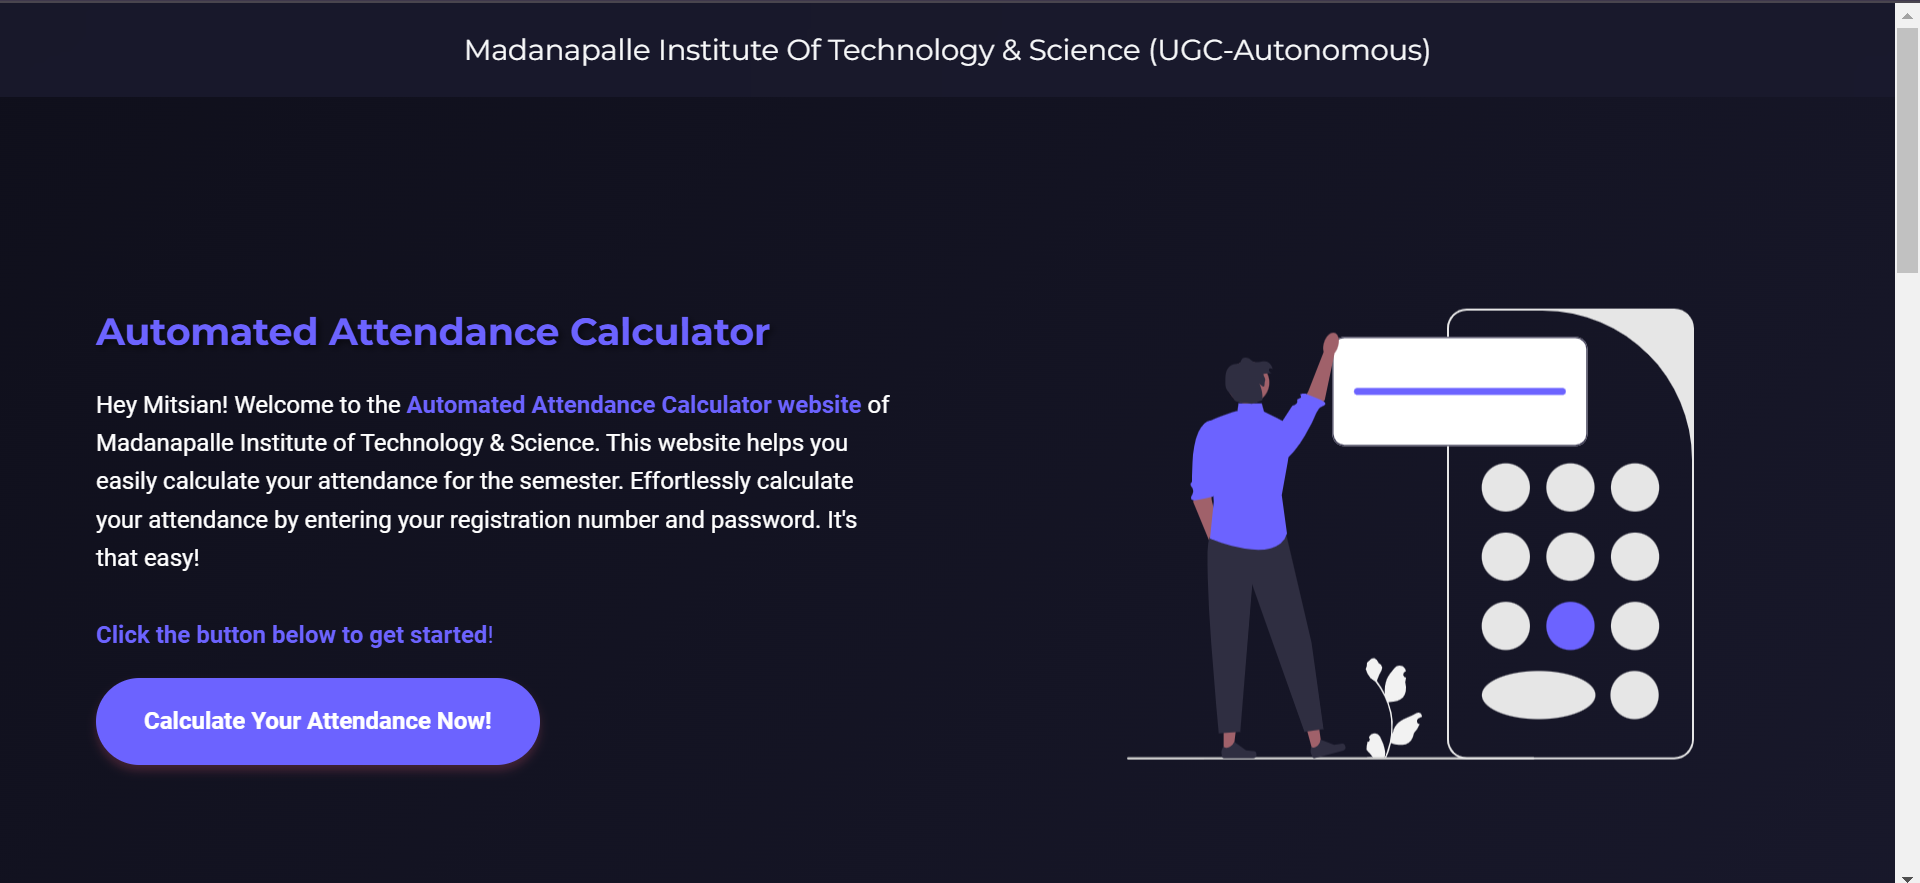 Madanapalle Institute Of Technology & Science (UGC-Autonomous)
Automated Attendance Calculator
Hey Mitsian! Welcome to the Automated Attendance Calculator website of
Madanapalle Institute of Technology & Science. This website helps you
easily calculate your attendance for the semester. Effortlessly calculate
your attendance by entering your registration number and password. It's
that easy!
Click the button below to get started!
Calculate Your Attendance Now!